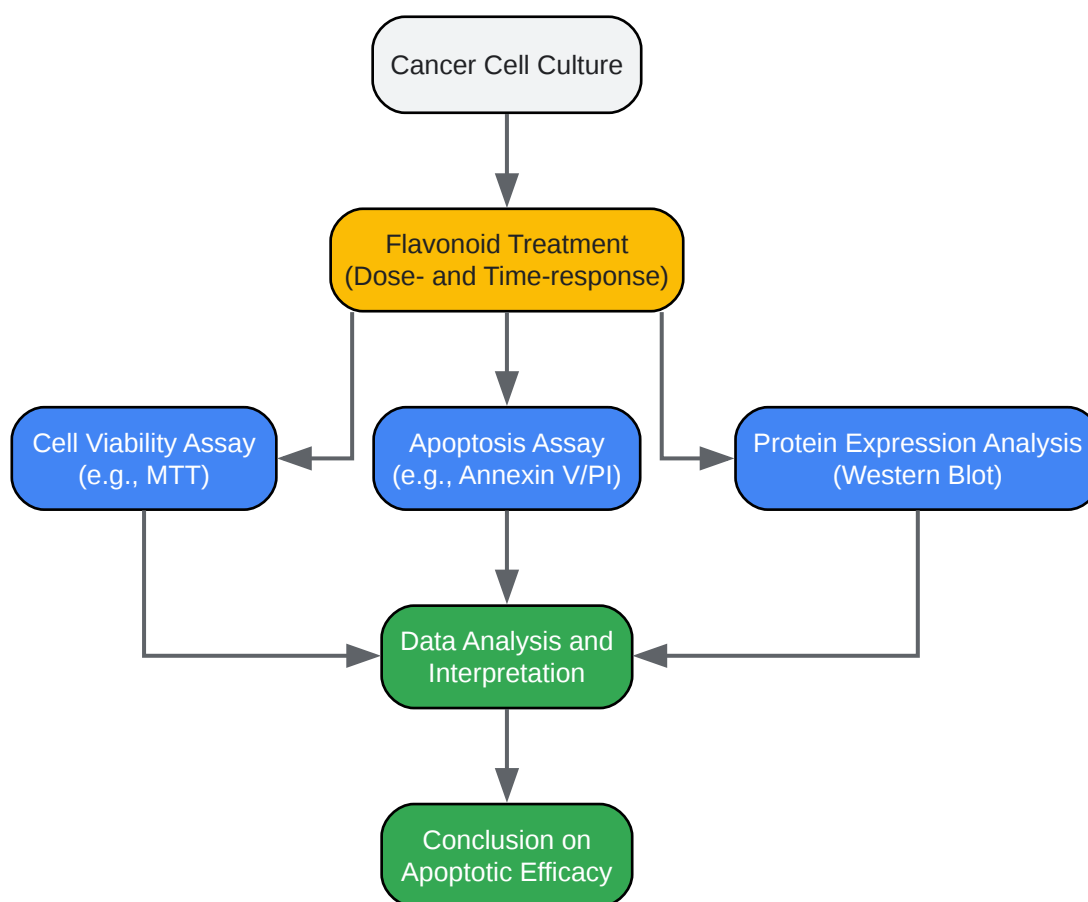 Cancer Cell Culture
Flavonoid Treatment
(Dose- and Time-response)
Cell Viability Assay
(e.g., MTT)
Apoptosis Assay
(e.g., Annexin V/PI)
Protein Expression Analysis
(Western Blot)
Data Analysis and
Interpretation
Conclusion on
Apoptotic Efficacy